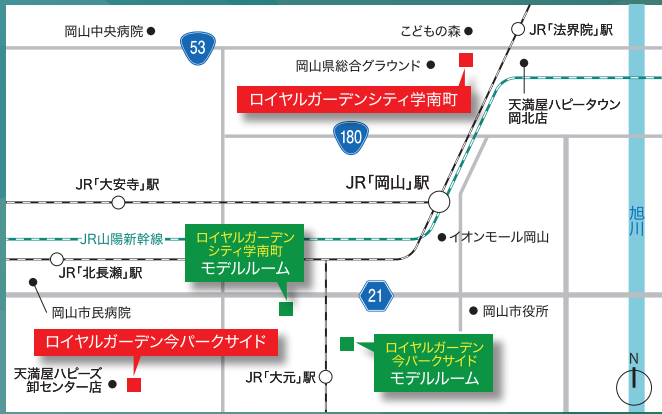 岡山中央病院
53
こどもの森
JR「法界院」駅
岡山県総合グラウンド
ロイヤルガーデンシティ学南町
天満屋ハピータウン
岡北店
180
JR「岡山」駅
JR「大安寺」駅
旭川
JR山陽新幹線
ロイヤルガーデン
シティ学南町
モデルルーム
イオンモール岡山
JR「北長瀬」駅
21
岡山市民病院
岡山市役所
ロイヤルガーデン今パークサイド
ロイヤルガーデン
今パークサイド
モデルルーム
天満屋ハピーズ
卸センター店
JR「大元」駅
N